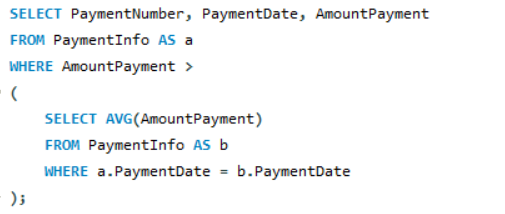 SELECT PaymentNumber, PaymentDate, AmountPayment
FROM PaymentInfo AS a
WHERE AmountPayment >
(
SELECT AVG(AmountPayment)
FROM PaymentInfo AS b
WHERE a.PaymentDate = b.PaymentDate
);